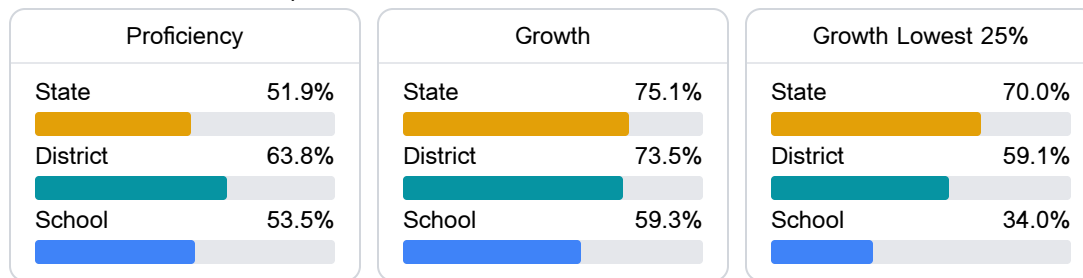 Proficiency
State 51.9%
District 63.8%
School 53.5%
Growth
State 75.1%
District 73.5%
School 59.3%
Growth Lowest 25%
State 70.0%
District 59.1%
School 34.0%